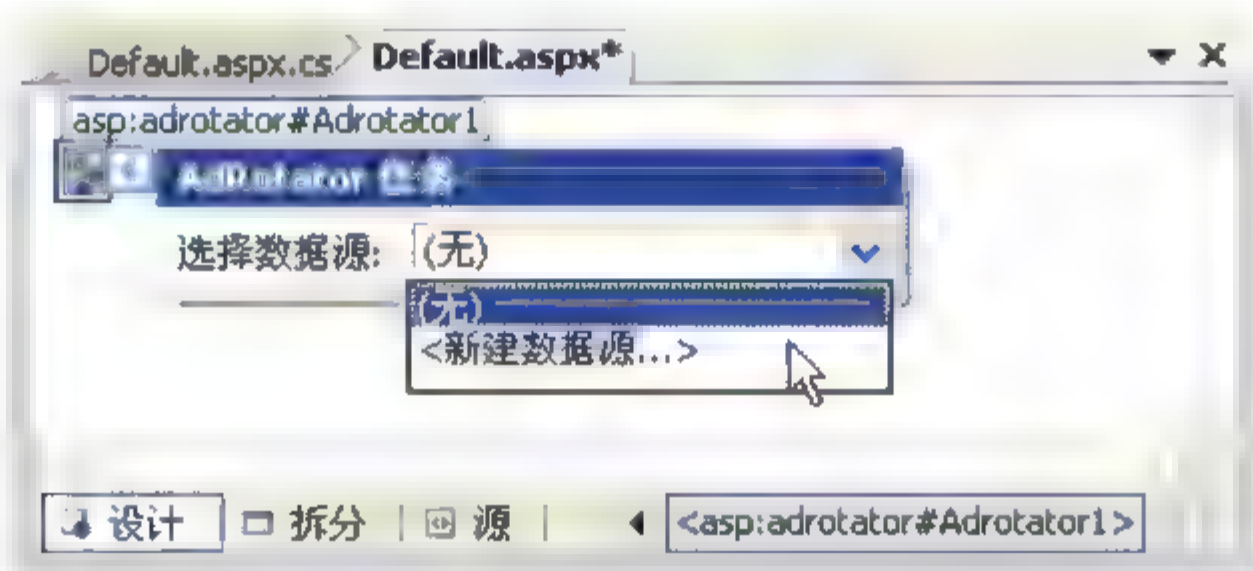 Default.aspx.cs Default.aspx*
asp:adrotator#Adrotator1
AdRotator 任务
选择数据源: (无)
(无)
<新建数据源...>
设计 拆分 源 <asp:adrotator#Adrotator1>